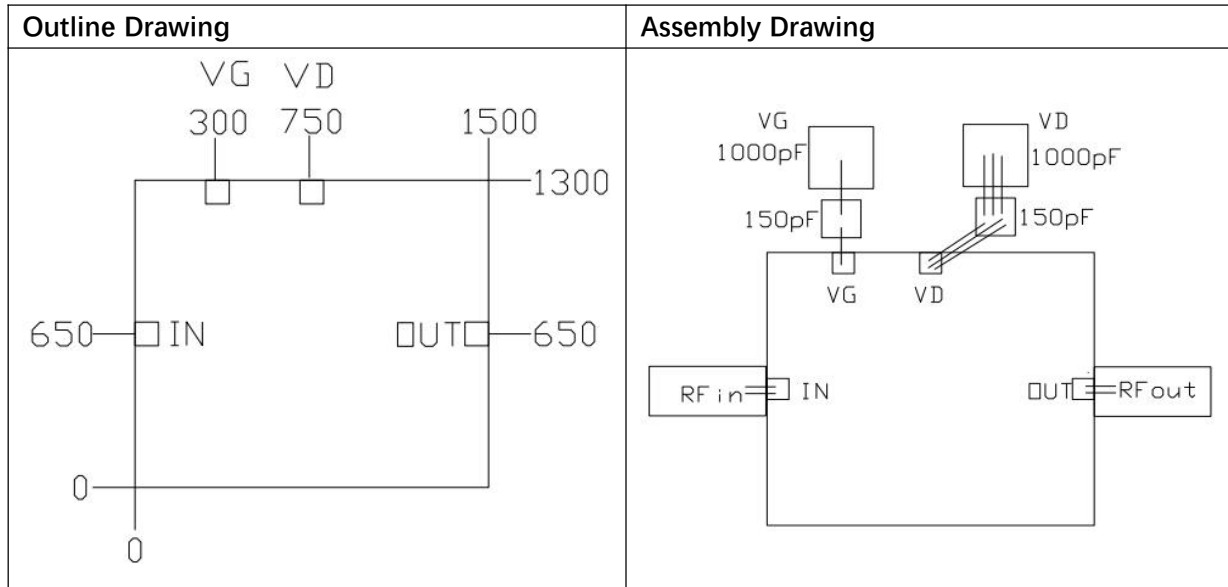 Outline Drawing
VG VD
300 750 1500
1300
650 IN OUT 650
0
0
Assembly Drawing
VG VD
1000pF 1000pF
150pF 150pF
VG VD
RFin IN OUT RFout